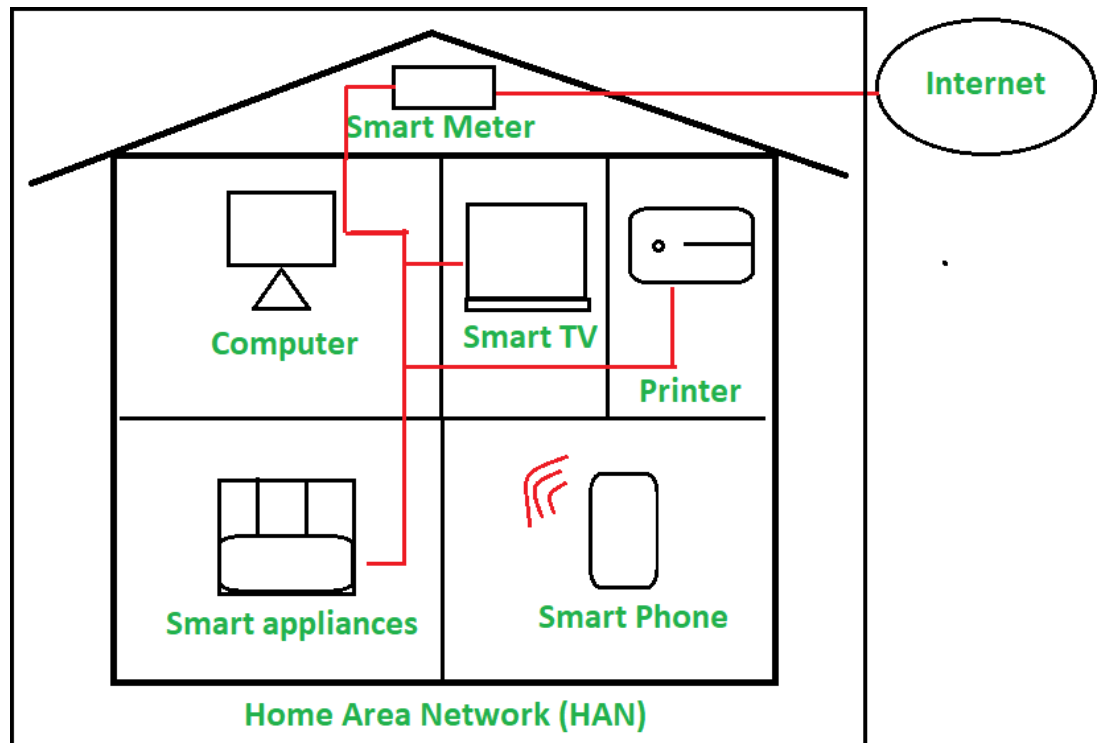 Internet
Smart Meter
Computer
Smart TV
Printer
Smart appliances
Smart Phone
Home Area Network (HAN)